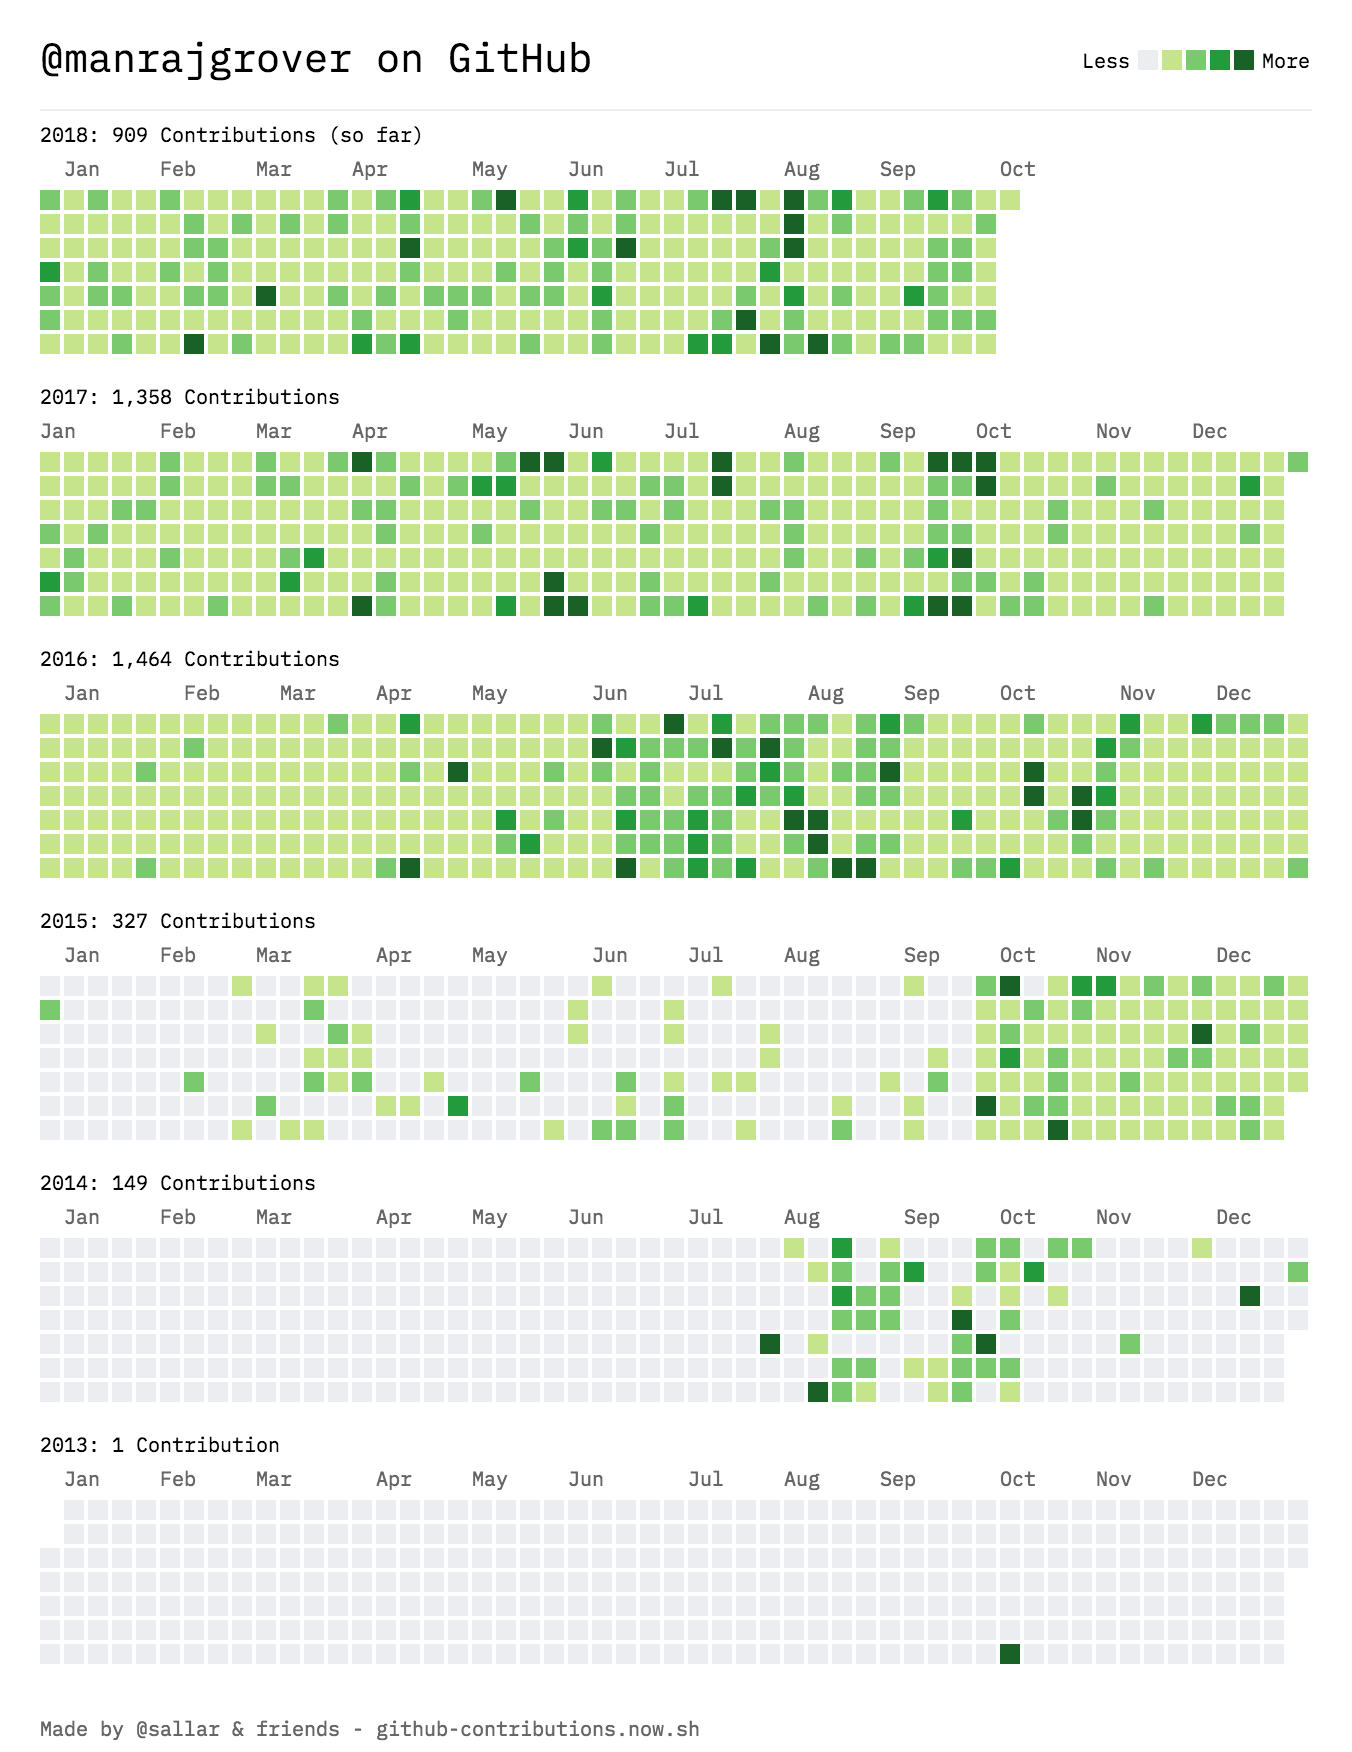 @manrajgrover on GitHub
Less More
2018: 909 Contributions (so far)
Jan Feb Mar Apr May Jun Jul Aug Sep Oct
2017: 1,358 Contributions
Jan Feb Mar Apr May Jun Jul Aug Sep Oct Nov Dec
2016: 1,464 Contributions
Jan Feb Mar Apr May Jun Jul Aug Sep Oct Nov Dec
2015: 327 Contributions
Jan Feb Mar Apr May Jun Jul Aug Sep Oct Nov Dec
2014: 149 Contributions
Jan Feb Mar Apr May Jun Jul Aug Sep Oct Nov Dec
2013: 1 Contribution
Jan Feb Mar Apr May Jun Jul Aug Sep Oct Nov Dec
Made by @sallar & friends - github-contributions.now.sh